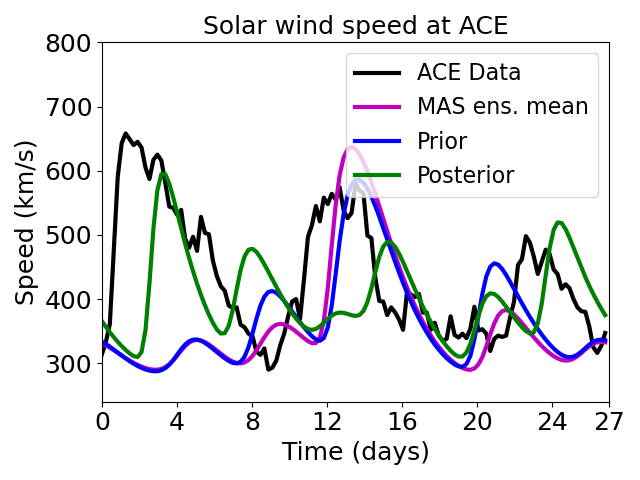 Solar wind speed at ACE
800
700
600
500
400
300
Speed (km/s)
ACE Data
MAS ens. mean
Prior
Posterior
0 4 8 12 16 20 24 27
Time (days)